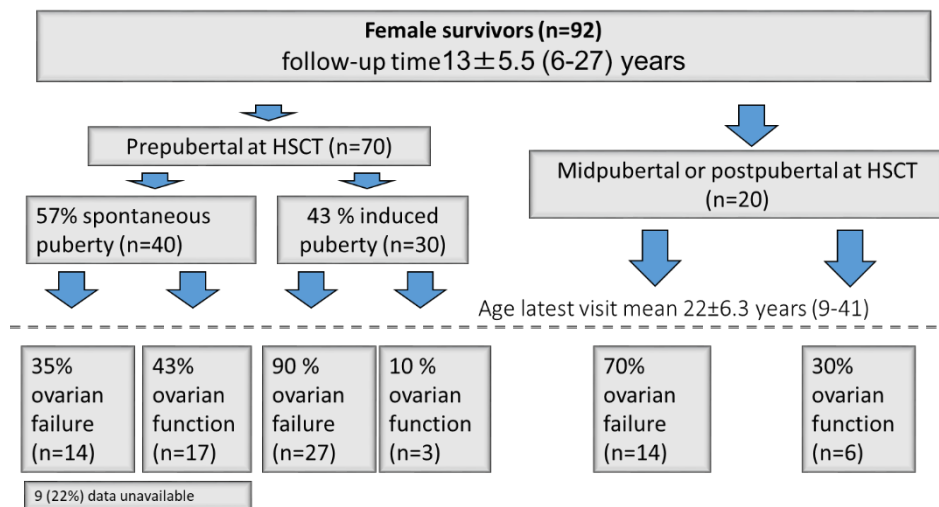 Female survivors (n=92)
follow-up time 13±5.5 (6-27) years
Prepubertal at HSCT (n=70)
Midpubertal or postpubertal at HSCT
(n=20)
57% spontaneous
puberty (n=40)
43 % induced
puberty (n=30)
Age latest visit mean 22±6.3 years (9-41)
35%
ovarian
failure
(n=14)
43%
ovarian
function
(n=17)
90 %
ovarian
failure
(n=27)
10 %
ovarian
function
(n=3)
70%
ovarian
failure
(n=14)
30%
ovarian
function
(n=6)
9 (22%) data unavailable